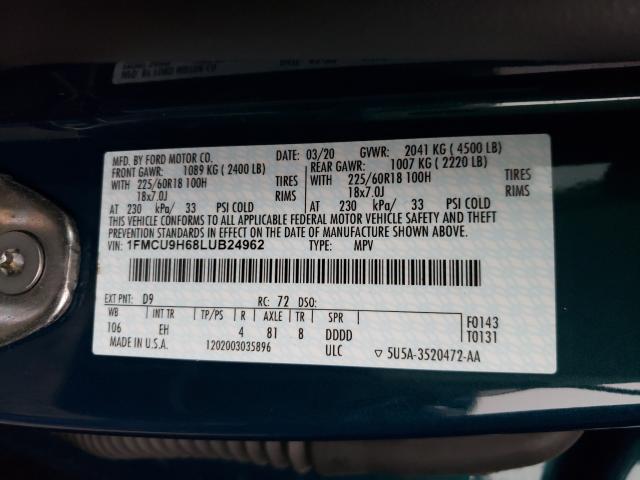 MFD. BY FORD MOTOR CO.
DATE: 03/20 GVWR: 2041 KG ( 4500 LB)
FRONT GAWR: 1089 KG ( 2400 LB)
REAR GAWR: 1007 KG ( 2220 LB)
WITH 225/60R18 100H TIRES
WITH 225/60R18 100H TIRES
18x7.0J RIMS
18x7.0J RIMS
AT 230 kPa/ 33 PSI COLD
AT 230 kPa/ 33 PSI COLD
THIS VEHICLE CONFORMS TO ALL APPLICABLE FEDERAL MOTOR VEHICLE SAFETY AND THEFT
PREVENTION STANDARDS IN EFFECT ON THE DATE OF MANUFACTURE SHOWN ABOVE.
VIN: 1FMCU9H68LUB24962 TYPE: MPV
EXT PNT: D9 RC: 72 DSO:
WB INT TR TP/PS R AXLE TR SPR F0143
106 EH 4 81 8 DDDD T0131
MADE IN U.S.A. 1202003035896 ULC ▽ 5U5A-3520472-AA